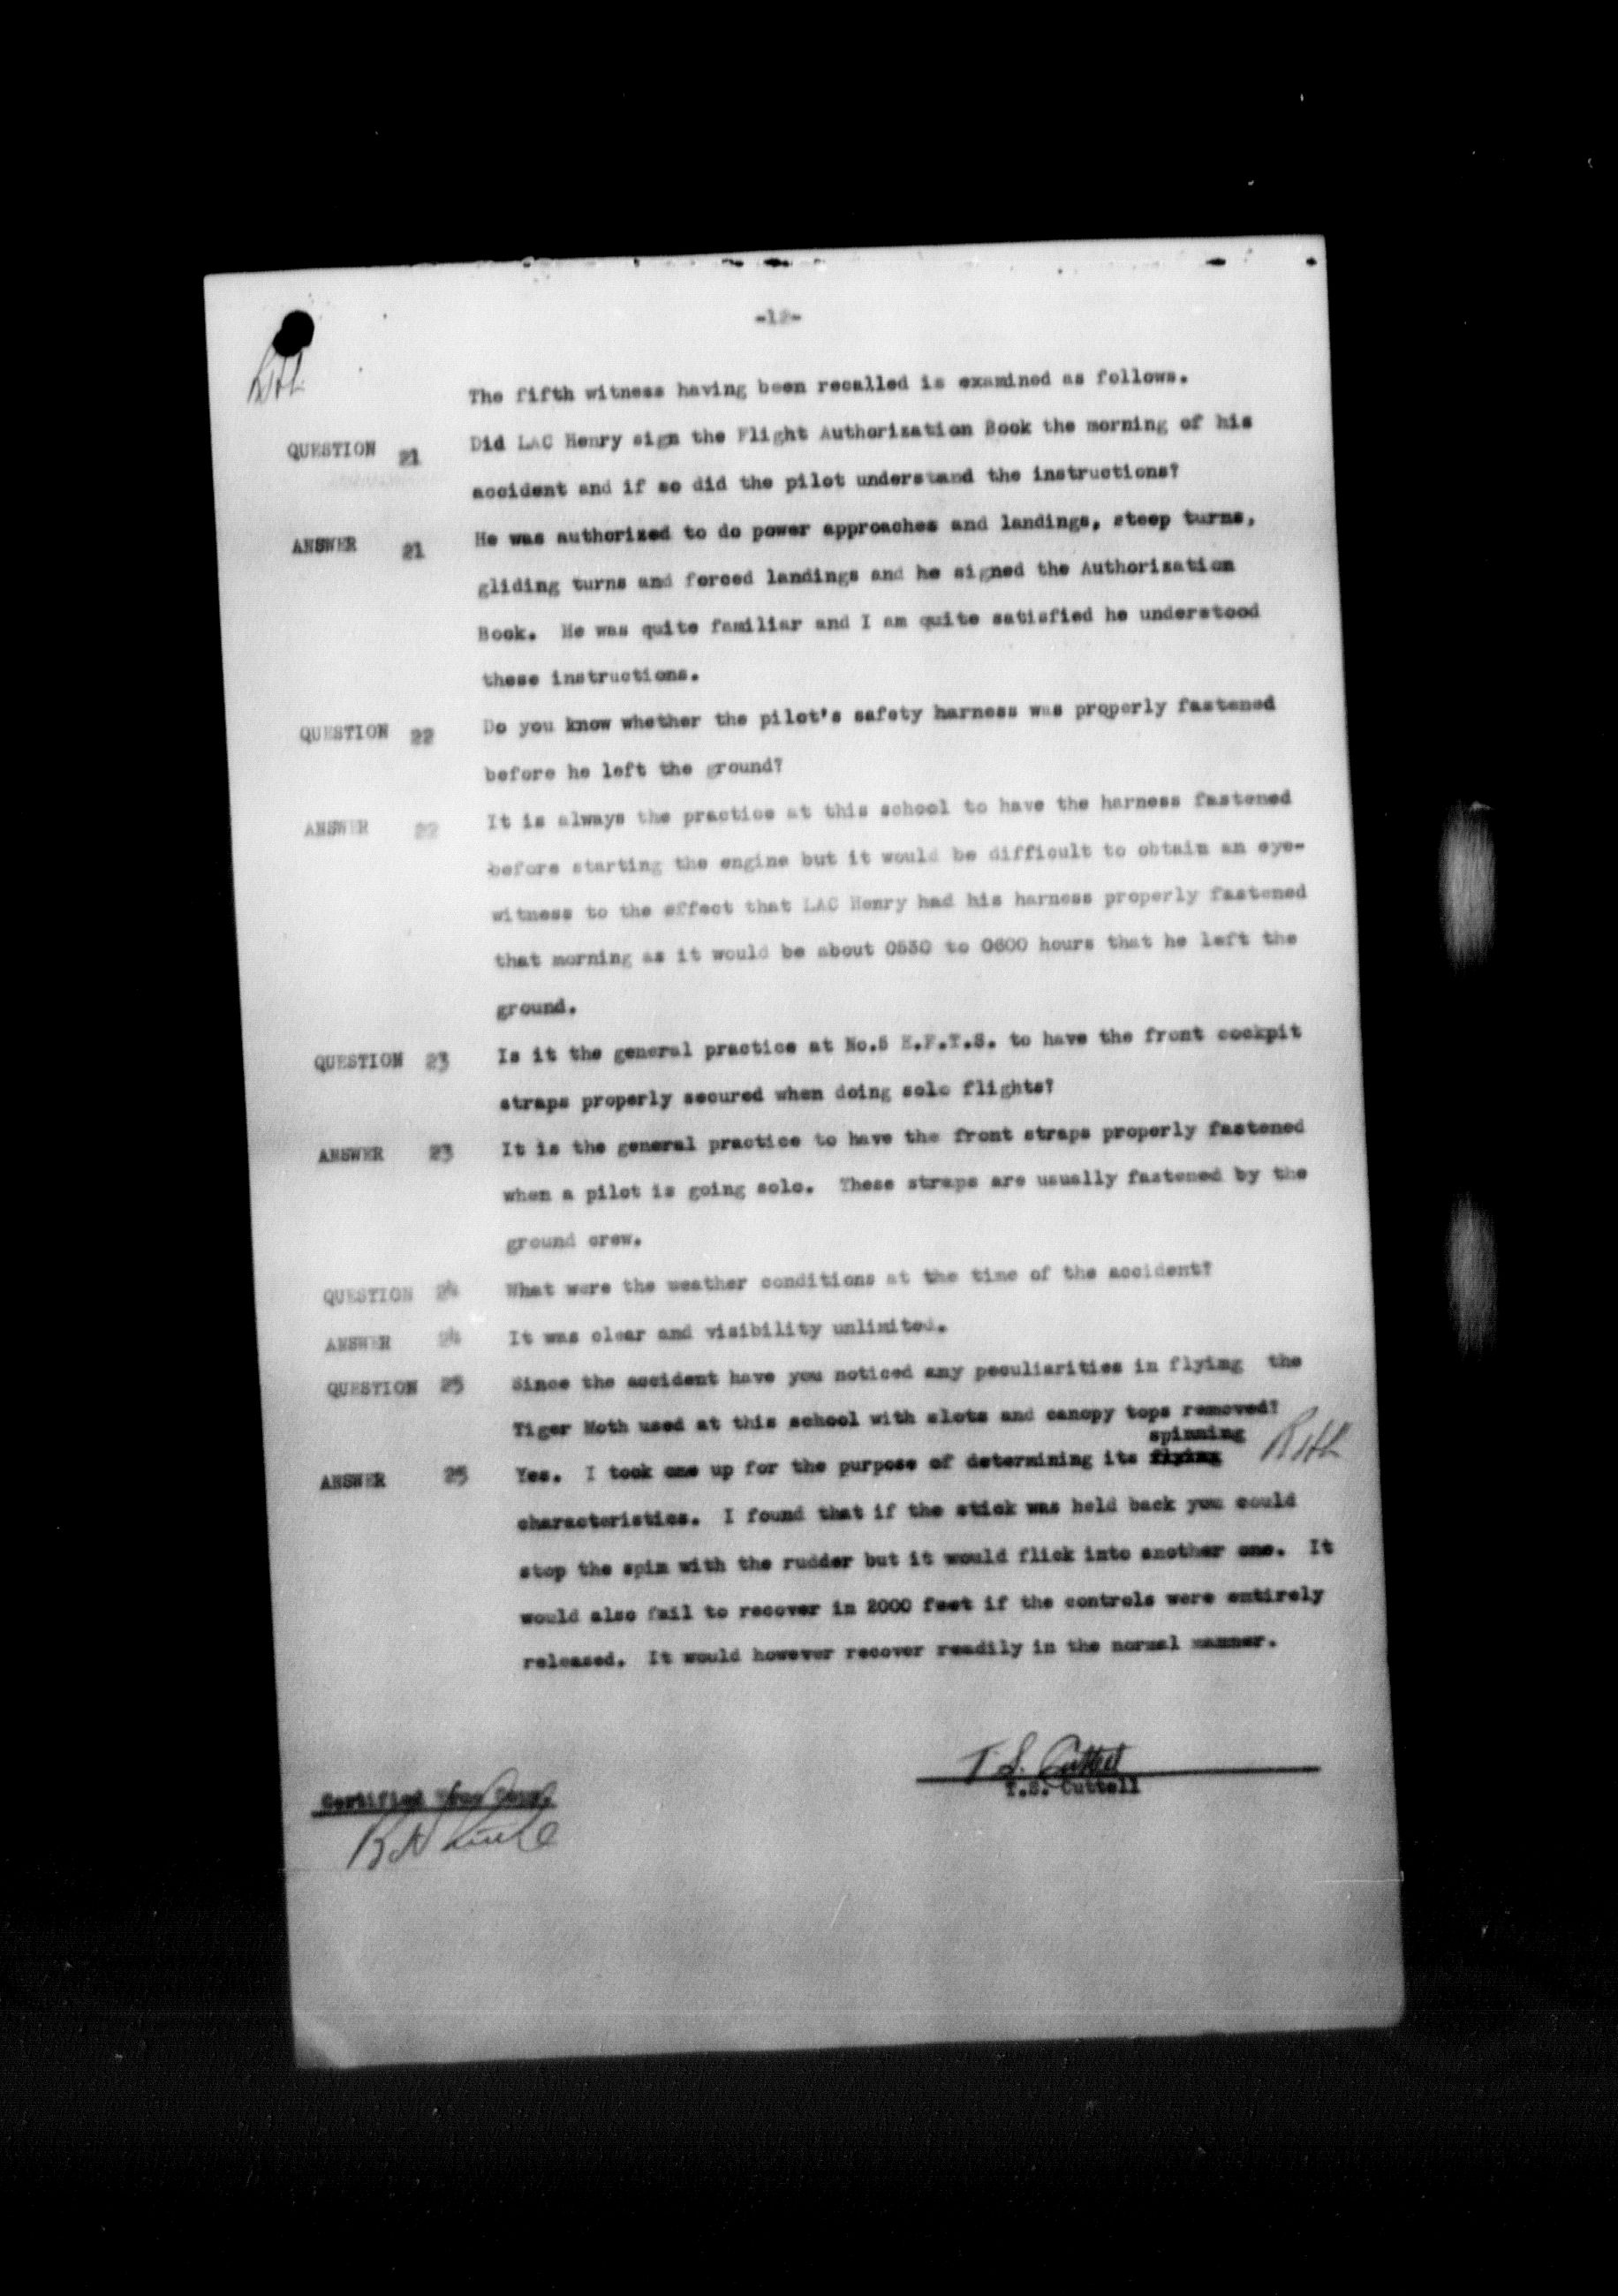 -12-
The fifth witness having been recalled is examined as follows.
QUESTION 21 Did LAC Henry sign the Flight Authorization Book the morning of his
accident and if so did the pilot understand the instructions?
ANSWER 21 He was authorized to do power approaches and landings, steep turns,
gliding turns and forced landings and he signed the Authorization
Book. He was quite familiar and I am quite satisfied he understood
these instructions.
QUESTION 22 Do you know whether the pilot's safety harness was properly fastened
before he left the ground?
ANSWER 22 It is always the practice at this school to have the harness fastened
before starting the engine but it would be difficult to obtain an eye-
witness to the effect that LAC Henry had his harness properly fastened
that morning as it would be about 0530 to 0600 hours that he left the
ground.
QUESTION 23 Is it the general practice at No.5 E.F.T.S. to have the front cockpit
straps properly secured when doing solo flights?
ANSWER 23 It is the general practice to have the front straps properly fastened
when a pilot is going solo. These straps are usually fastened by the
ground crew.
QUESTION 24 What were the weather conditions at the time of the accident?
ANSWER 24 It was clear and visibility unlimited.
QUESTION 25 Since the accident have you noticed any peculiarities in flying the
Tiger Moth used at this school with slots and canopy tops removed?
spinning
ANSWER 25 Yes. I took one up for the purpose of determining its flying
characteristics. I found that if the stick was held back you could
stop the spin with the rudder but it would flick into another one. It
would also fail to recover in 2000 feet if the controls were entirely
released. It would however recover readily in the normal manner.
T.S. Cuttell
T.S. Cuttell
Certified True Copy.